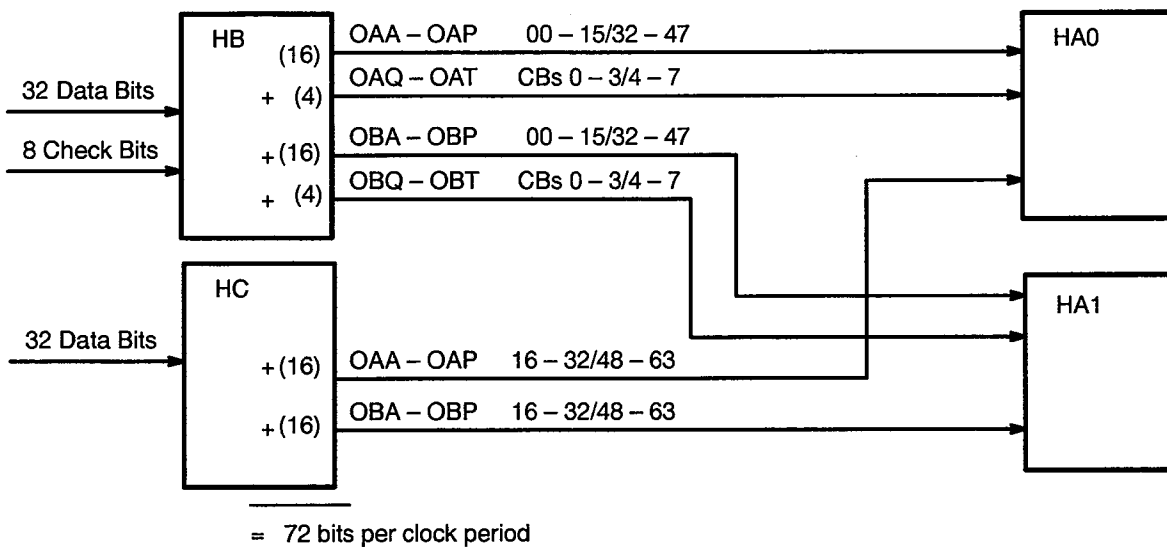 HB
(16) OAA – OAP 00 – 15/32 – 47
HA0
32 Data Bits
+ (4) OAQ – OAT CBs 0 – 3/4 – 7
8 Check Bits
+ (16) OBA – OBP 00 – 15/32 – 47
+ (4) OBQ – OBT CBs 0 – 3/4 – 7
HC
HA1
32 Data Bits
+ (16) OAA – OAP 16 – 32/48 – 63
+ (16) OBA – OBP 16 – 32/48 – 63
= 72 bits per clock period